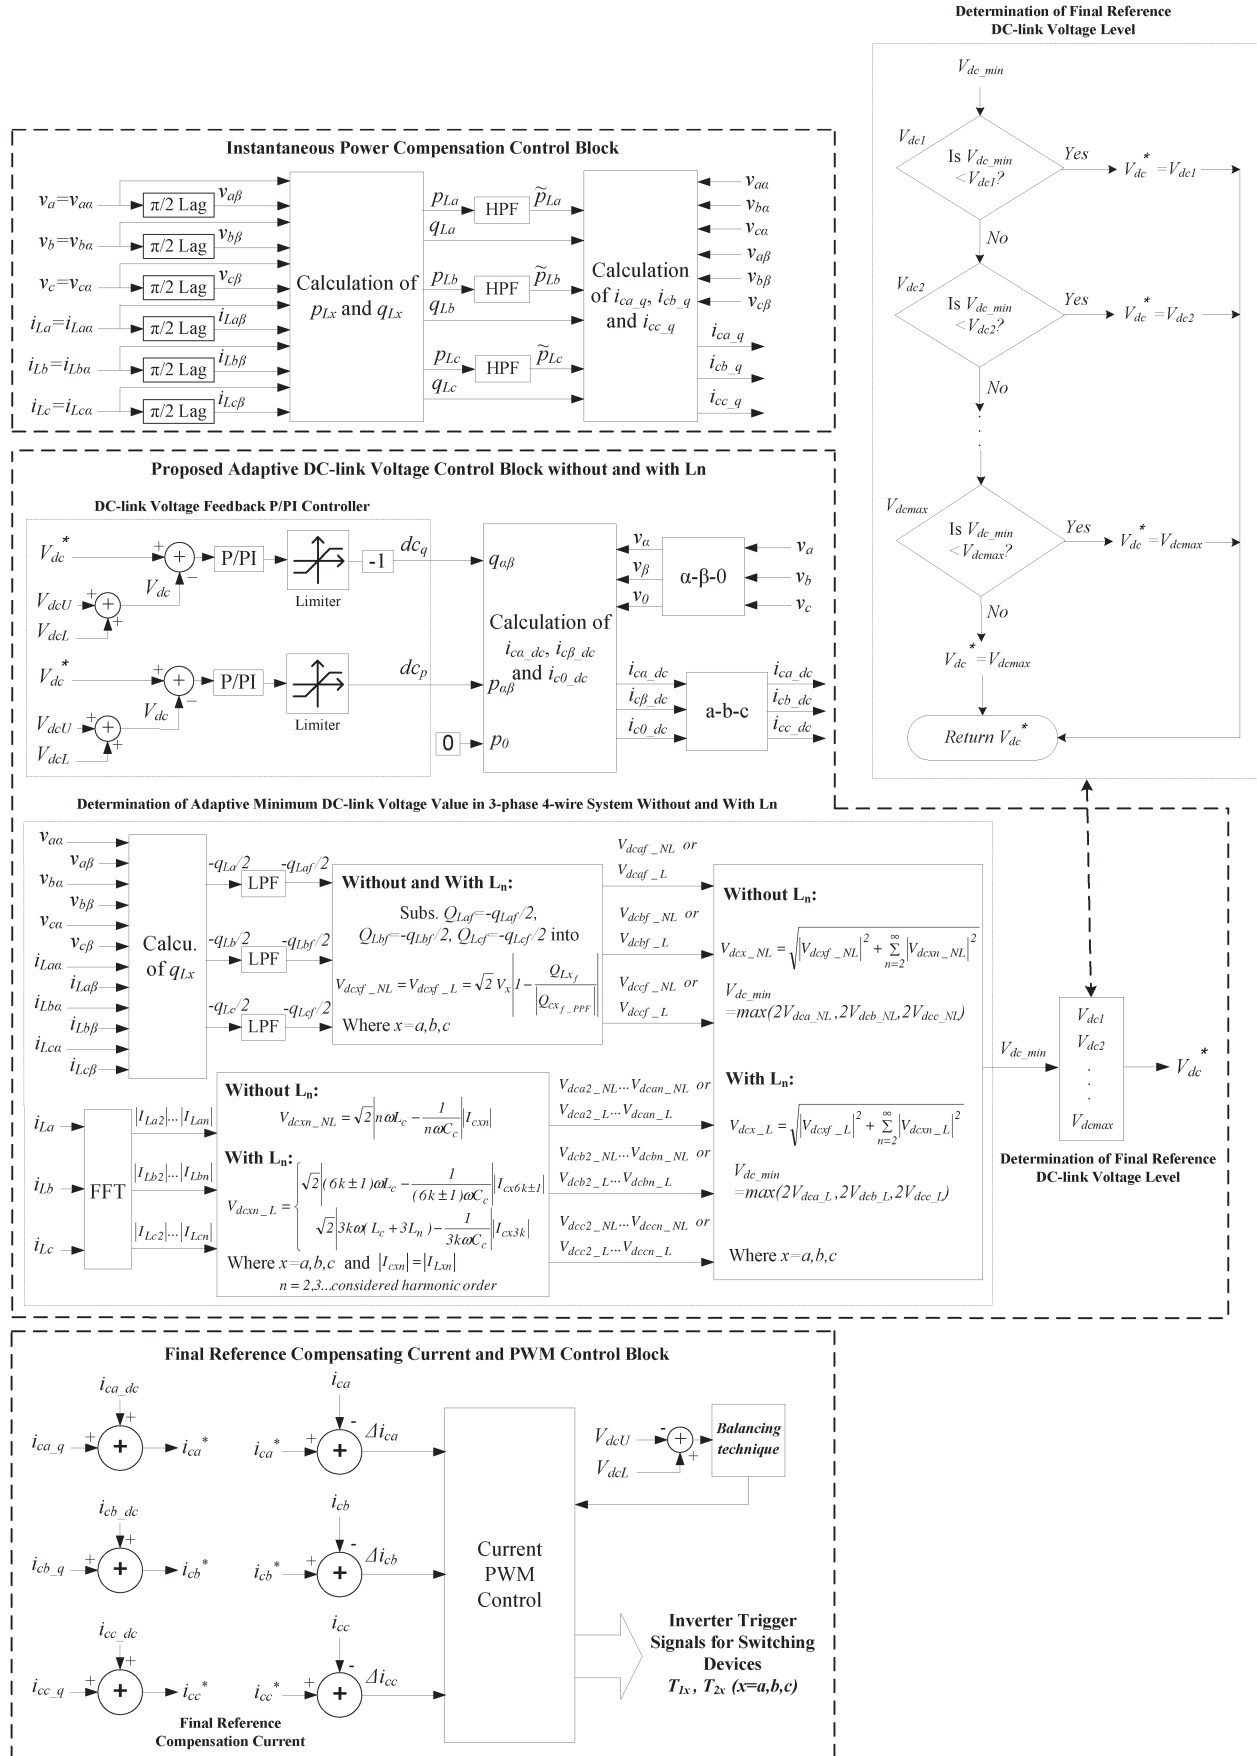 Determination of Final Reference
DC-link Voltage Level
V_dc_min
V_dc1
Is V_dc_min
<V_dc1?
Yes
V_dc^*=V_dc1
No
V_dc2
Is V_dc_min
<V_dc2?
Yes
V_dc^*=V_dc2
No
.
.
.
V_dcmax
Is V_dc_min
<V_dcmax?
Yes
V_dc^*=V_dcmax
No
V_dc^*=V_dcmax
Return V_dc^*
Instantaneous Power Compensation Control Block
v_a=v_aα
π/2 Lag
v_aβ
v_b=v_bα
π/2 Lag
v_bβ
v_c=v_cα
π/2 Lag
v_cβ
i_La=i_Laα
π/2 Lag
i_Laβ
i_Lb=i_Lbα
π/2 Lag
i_Lbβ
i_Lc=i_Lcα
π/2 Lag
i_Lcβ
Calculation of
p_Lx and q_Lx
p_La
HPF
p̃_La
q_La
p_Lb
HPF
p̃_Lb
q_Lb
p_Lc
HPF
p̃_Lc
q_Lc
Calculation
of i_ca_q, i_cb_q
and i_cc_q
v_aα
v_bα
v_cα
v_aβ
v_bβ
v_cβ
i_ca_q
i_cb_q
i_cc_q
Proposed Adaptive DC-link Voltage Control Block without and with Ln
DC-link Voltage Feedback P/PI Controller
V_dc^*
+
+
−
V_dc
P/PI
Limiter
-1
dc_q
V_dcU
+
+
+
V_dcL
V_dc^*
+
+
−
V_dc
P/PI
Limiter
dc_p
V_dcU
+
+
+
V_dcL
0
q_αβ
p_αβ
p_0
Calculation of
i_cα_dc, i_cβ_dc
and i_c0_dc
v_α
v_β
v_0
α-β-0
v_a
v_b
v_c
i_cα_dc
i_cβ_dc
i_c0_dc
a-b-c
i_ca_dc
i_cb_dc
i_cc_dc
Determination of Adaptive Minimum DC-link Voltage Value in 3-phase 4-wire System Without and With Ln
v_aα
v_aβ
v_bα
v_bβ
v_cα
v_cβ
i_Laα
i_Laβ
i_Lbα
i_Lbβ
i_Lcα
i_Lcβ
Calcu.
of q_Lx
-q_La/2
LPF
-q_Laf/2
-q_Lb/2
LPF
-q_Lbf/2
-q_Lc/2
LPF
-q_Lcf/2
Without and With L_n:
Subs. Q_Laf=-q_Laf/2,
Q_Lbf=-q_Lbf/2, Q_Lcf=-q_Lcf/2 into
V_dcxf_NL = V_dcxf_L = √2 V_x |1 − Q_Lx_f / |Q_cx_f_PPF||
Where x=a,b,c
V_dcaf_NL or
V_dcaf_L
V_dcbf_NL or
V_dcbf_L
V_dccf_NL or
V_dccf_L
i_La
i_Lb
i_Lc
FFT
|I_La2|...|I_Lan|
|I_Lb2|...|I_Lbn|
|I_Lc2|...|I_Lcn|
Without L_n:
V_dcxn_NL = √2 |nωL_c − 1/(nωC_c)| |I_cxn|
With L_n:
V_dcxn_L = { √2 |(6k±1)ωL_c − 1/((6k±1)ωC_c)| |I_cx6k±1|
√2 |3kω(L_c + 3L_n) − 1/(3kωC_c)| |I_cx3k|
Where x=a,b,c and |I_cxn|=|I_Lxn|
n = 2,3...considered harmonic order
V_dca2_NL...V_dcan_NL or
V_dca2_L...V_dcan_L
V_dcb2_NL...V_dcbn_NL or
V_dcb2_L...V_dcbn_L
V_dcc2_NL...V_dccn_NL or
V_dcc2_L...V_dccn_L
Without L_n:
V_dcx_NL = √(|V_dcxf_NL|^2 + ∑_{n=2}^∞ |V_dcxn_NL|^2)
V_dc_min
=max(2V_dca_NL, 2V_dcb_NL, 2V_dcc_NL)
With L_n:
V_dcx_L = √(|V_dcxf_L|^2 + ∑_{n=2}^∞ |V_dcxn_L|^2)
V_dc_min
=max(2V_dca_L, 2V_dcb_L, 2V_dcc_L)
Where x=a,b,c
V_dc_min
V_dc1
V_dc2
.
.
.
V_dcmax
V_dc^*
Determination of Final Reference
DC-link Voltage Level
Final Reference Compensating Current and PWM Control Block
i_ca_dc
+
i_ca_q
+
+
i_ca^*
i_cb_dc
+
i_cb_q
+
+
i_cb^*
i_cc_dc
+
i_cc_q
+
+
i_cc^*
Final Reference
Compensation Current
i_ca
-
i_ca^*
+
+
Δi_ca
i_cb
-
i_cb^*
+
+
Δi_cb
i_cc
-
i_cc^*
+
+
Δi_cc
Current
PWM
Control
V_dcU
-
+
+
V_dcL
Balancing
technique
Inverter Trigger
Signals for Switching
Devices
T_1x, T_2x (x=a,b,c)